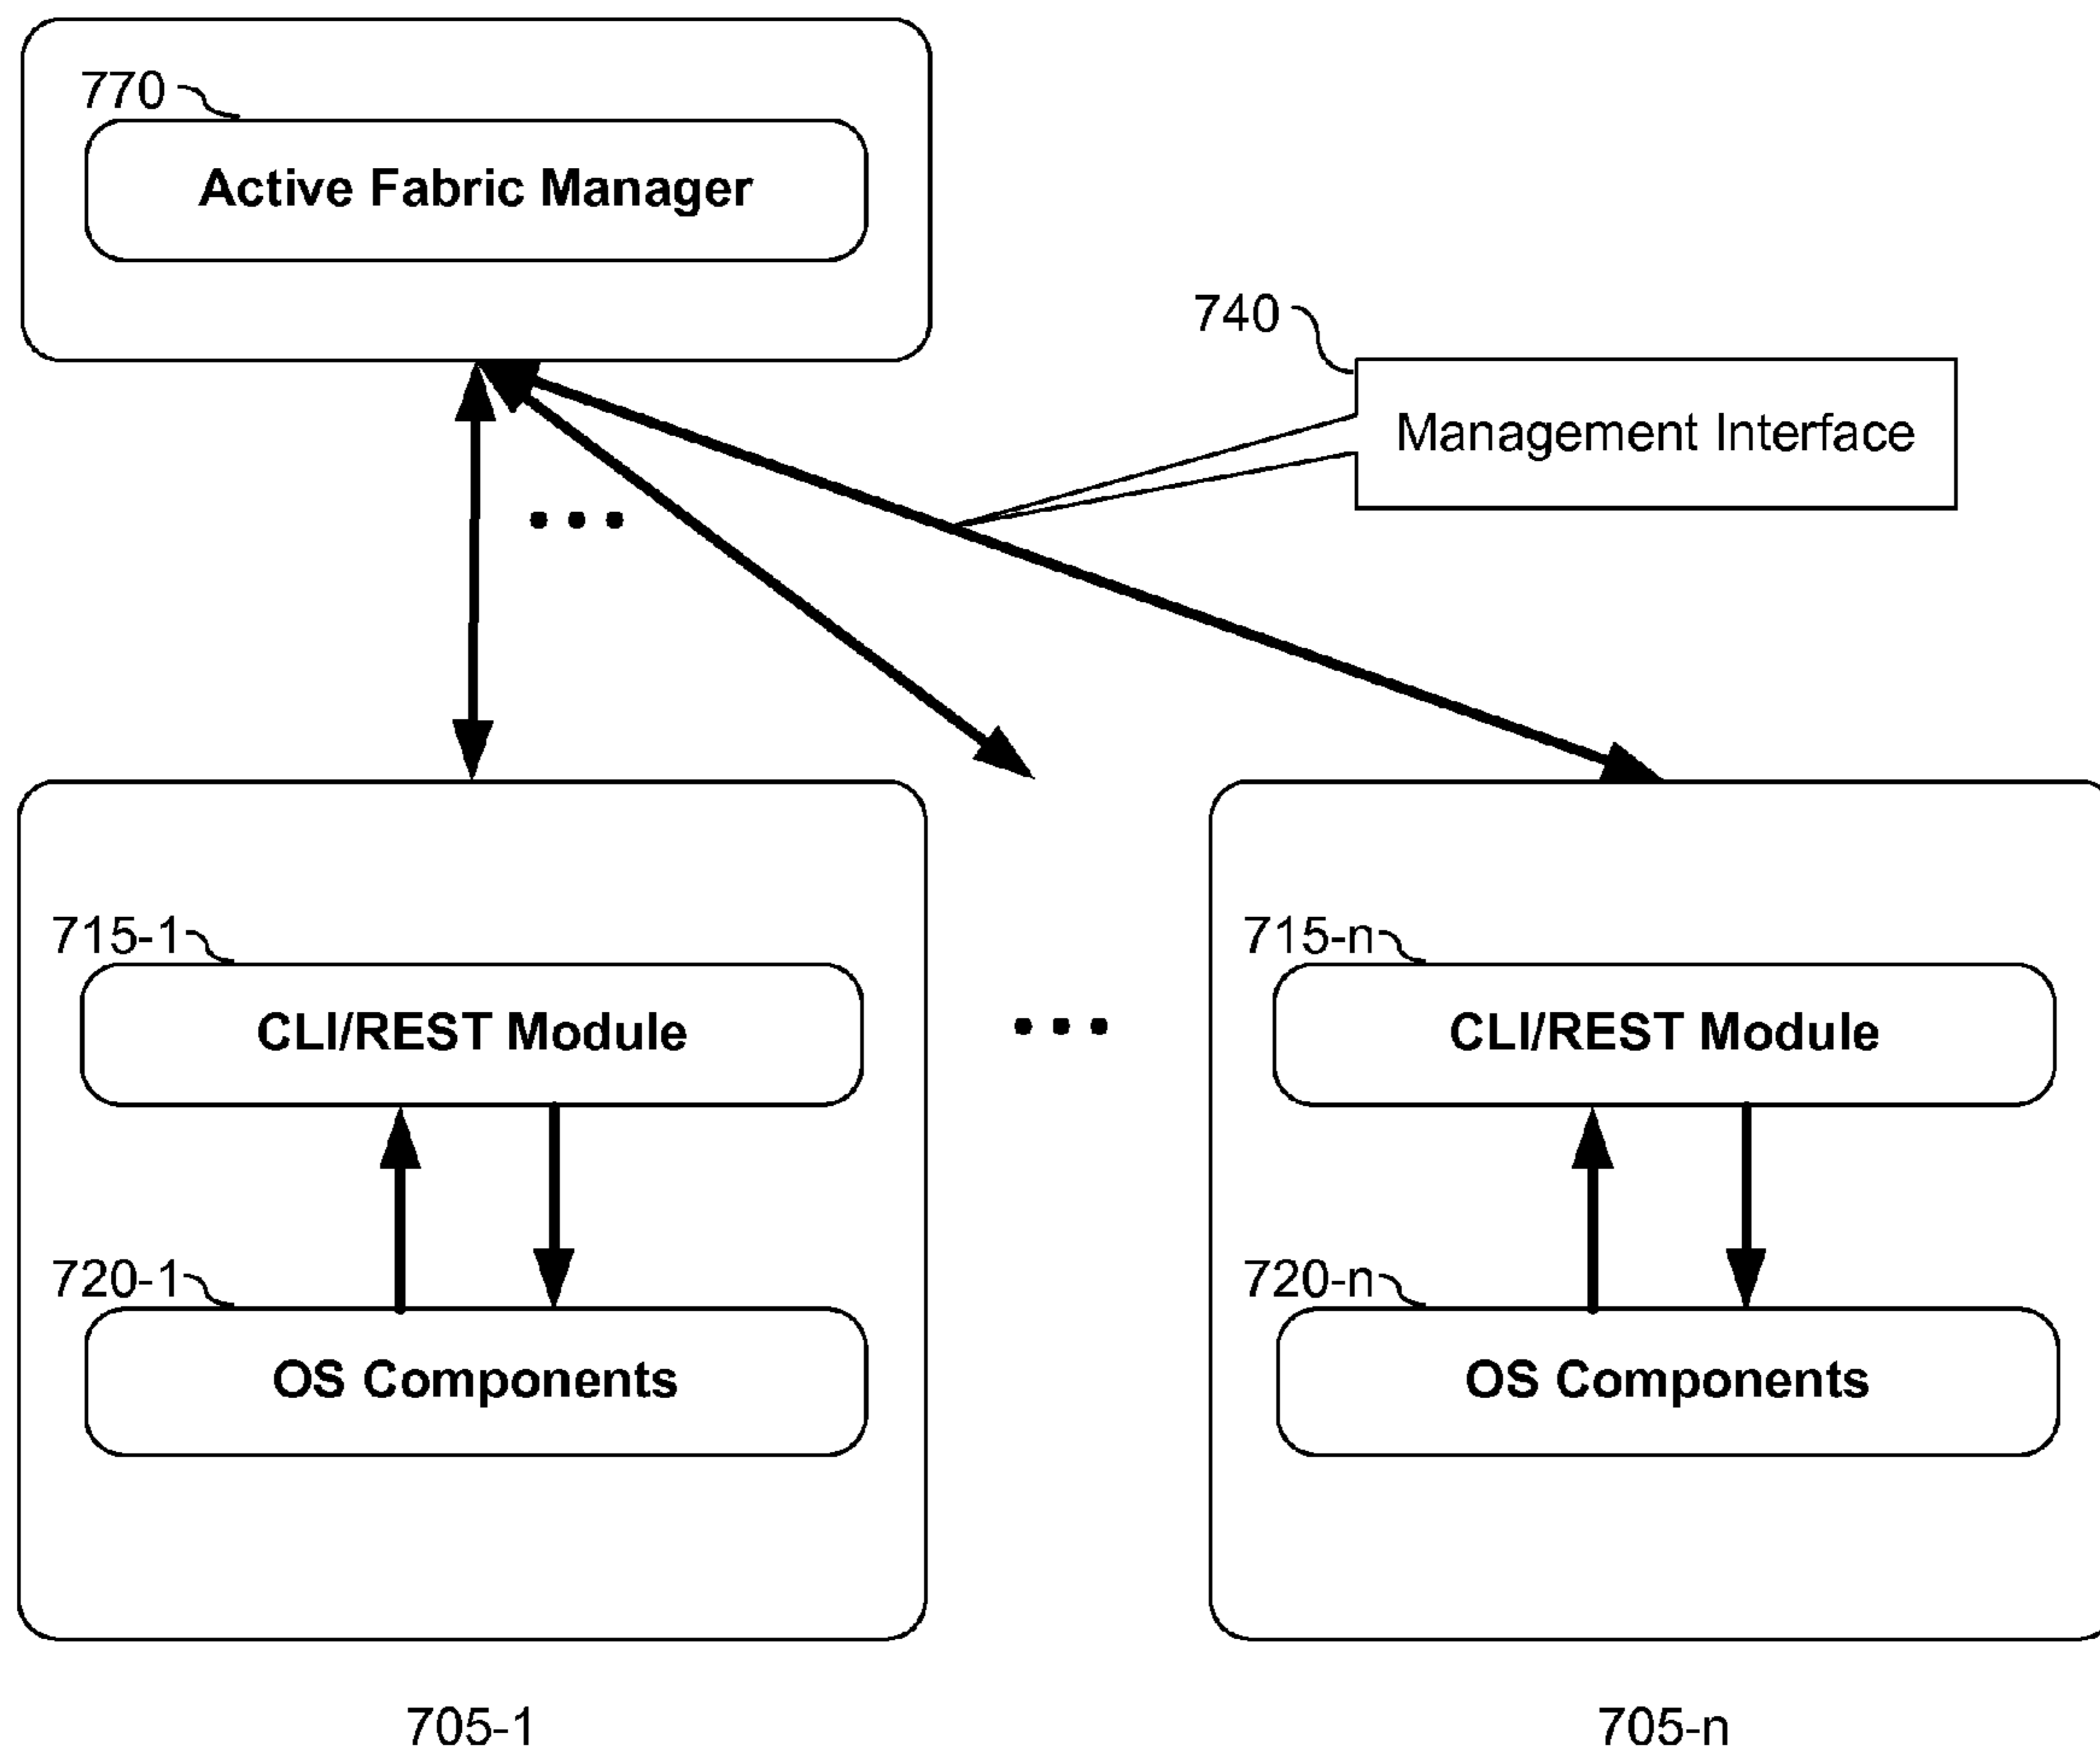 770
Active Fabric Manager
740
Management Interface
...
715-1
715-n
CLI/REST Module
...
CLI/REST Module
720-1
720-n
OS Components
OS Components
705-1
705-n